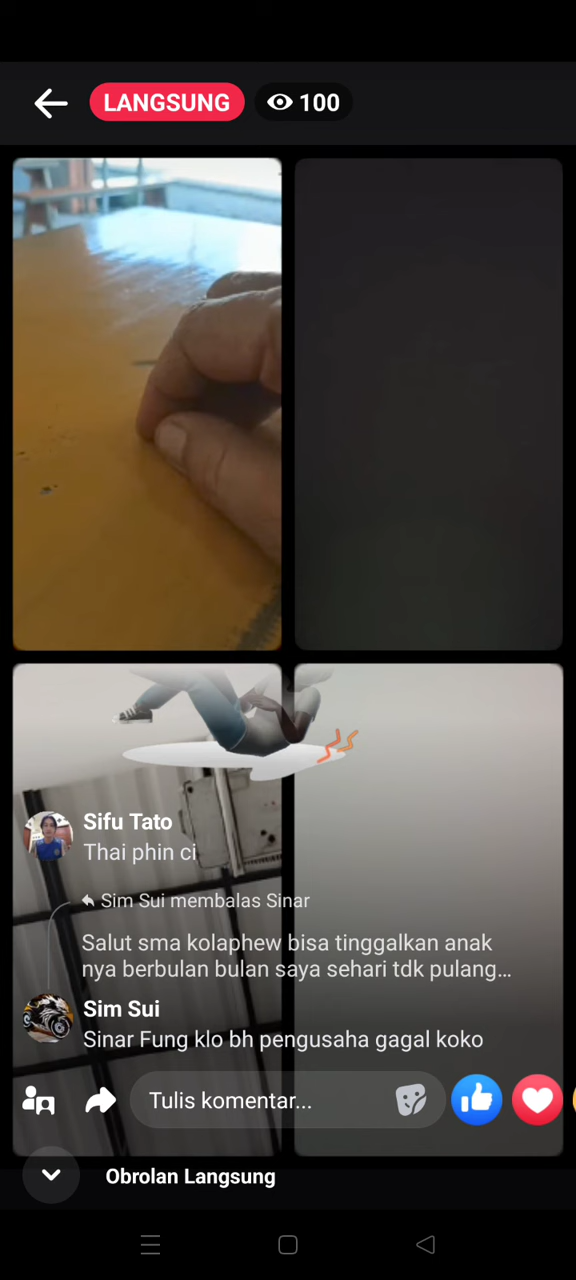 LANGSUNG
100
Sifu Tato
Thai phin ci
Sim Sui membalas Sinar
Salut sma kolaphew bisa tinggalkan anak
nya berbulan bulan saya sehari tdk pulang...
Sim Sui
Sinar Fung klo bh pengusaha gagal koko
Tulis komentar...
Obrolan Langsung